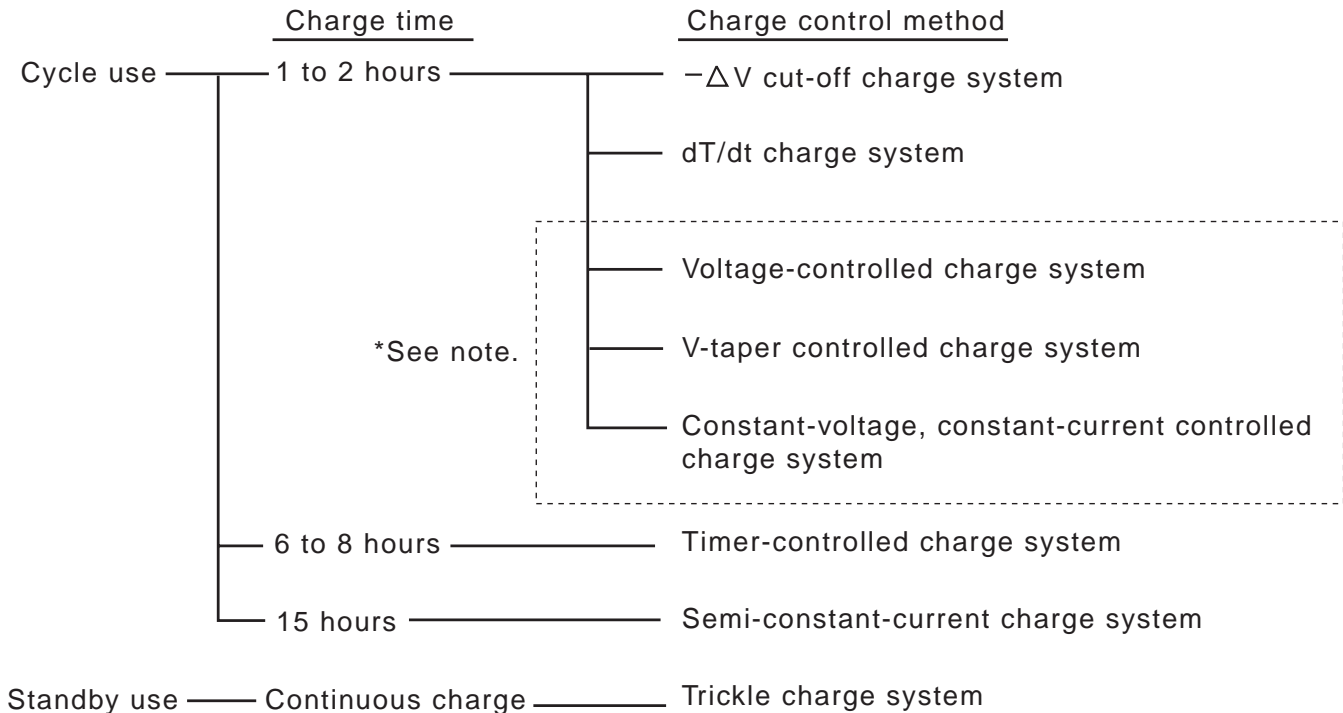 Charge time
Charge control method
Cycle use
1 to 2 hours
−△V cut-off charge system
dT/dt charge system
Voltage-controlled charge system
*See note.
V-taper controlled charge system
Constant-voltage, constant-current controlled
charge system
6 to 8 hours
Timer-controlled charge system
15 hours
Semi-constant-current charge system
Standby use
Continuous charge
Trickle charge system